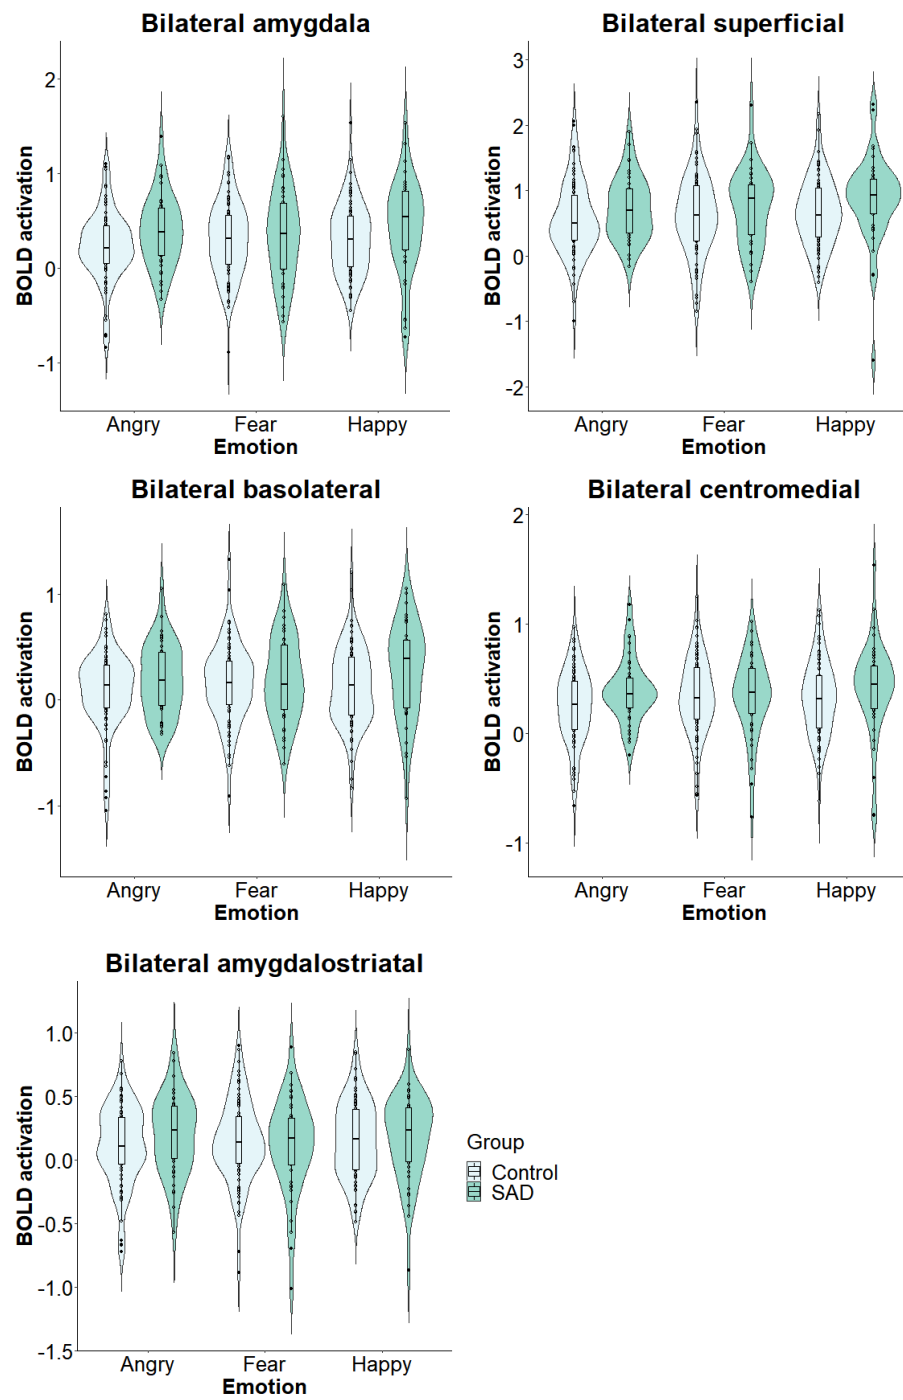 Bilateral amygdala
BOLD activation
2
1
0
-1
Angry Fear Happy
Emotion
Bilateral superficial
BOLD activation
3
2
1
0
-1
-2
Angry Fear Happy
Emotion
Bilateral basolateral
BOLD activation
1
0
-1
Angry Fear Happy
Emotion
Bilateral centromedial
BOLD activation
2
1
0
-1
Angry Fear Happy
Emotion
Bilateral amygdalostriatal
BOLD activation
1.0
0.5
0.0
-0.5
-1.0
-1.5
Angry Fear Happy
Emotion
Group
Control
SAD